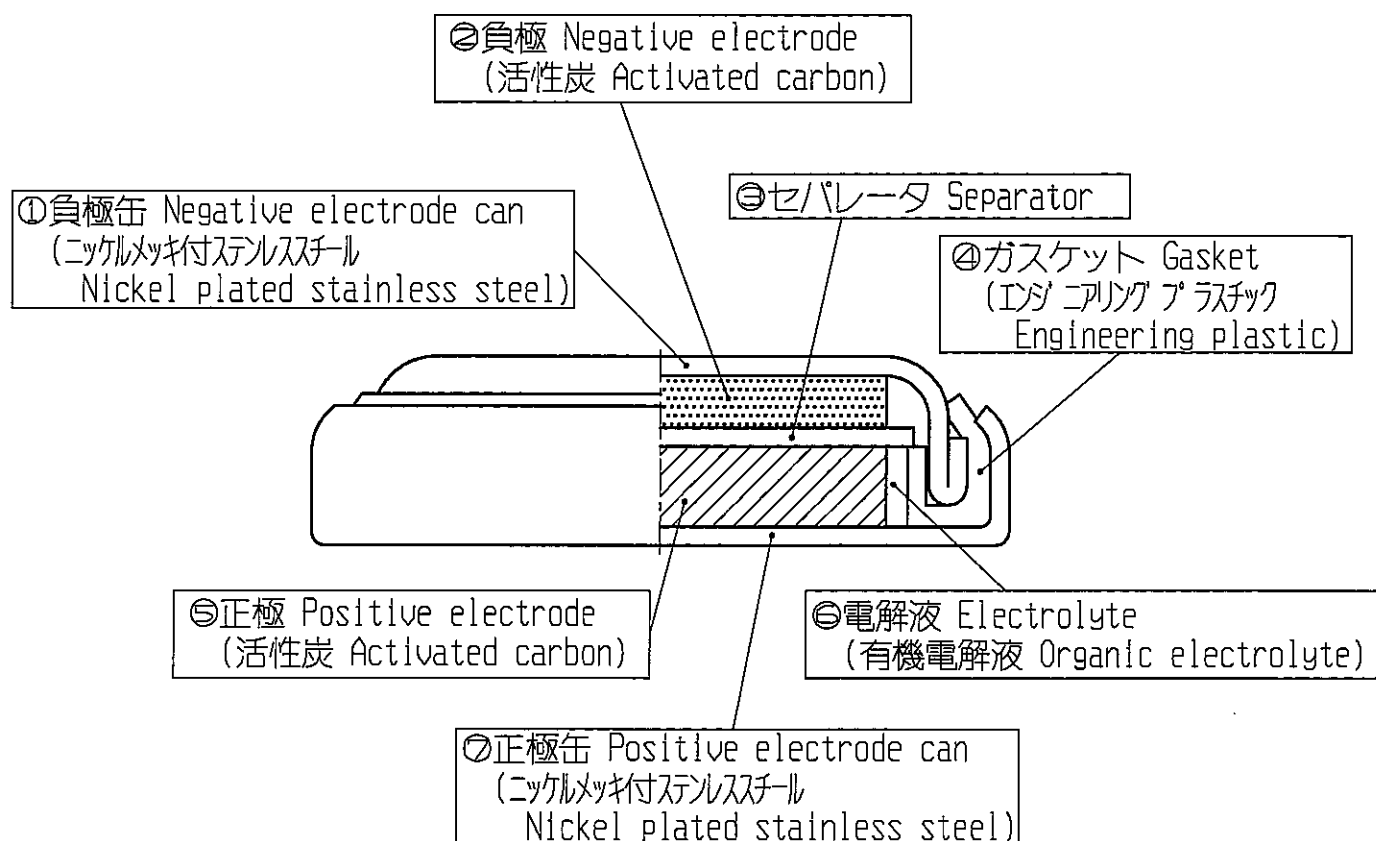 ②負極 Negative electrode
(活性炭 Activated carbon)
①負極缶 Negative electrode can
(ニッケルメッキ付ステンレススチール
Nickel plated stainless steel)
③セパレータ Separator
④ガスケット Gasket
(エンジニアリングプラスチック
Engineering plastic)
⑤正極 Positive electrode
(活性炭 Activated carbon)
⑥電解液 Electrolyte
(有機電解液 Organic electrolyte)
⑦正極缶 Positive electrode can
(ニッケルメッキ付ステンレススチール
Nickel plated stainless steel)